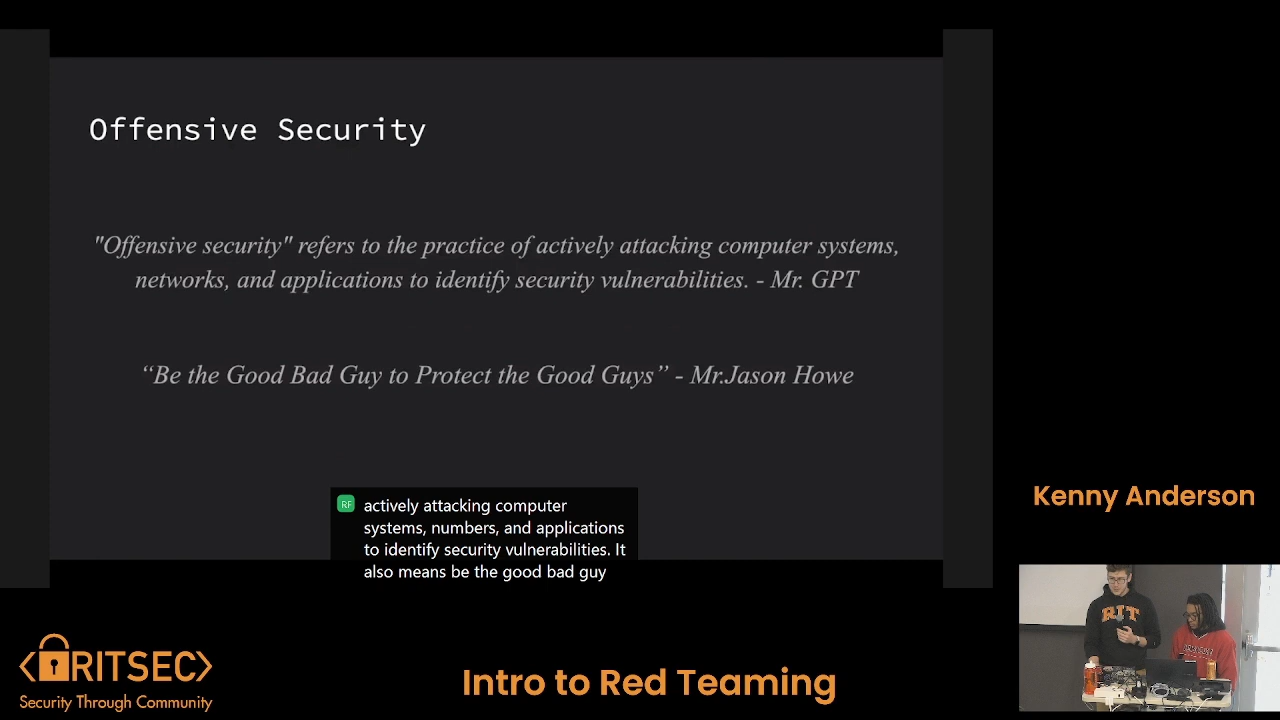 Offensive Security
"Offensive security" refers to the practice of actively attacking computer systems,
networks, and applications to identify security vulnerabilities. - Mr. GPT
“Be the Good Bad Guy to Protect the Good Guys” - Mr.Jason Howe
RF
actively attacking computer
systems, numbers, and applications
to identify security vulnerabilities. It
also means be the good bad guy
Kenny Anderson
RIT
RITSEC
Security Through Community
Intro to Red Teaming